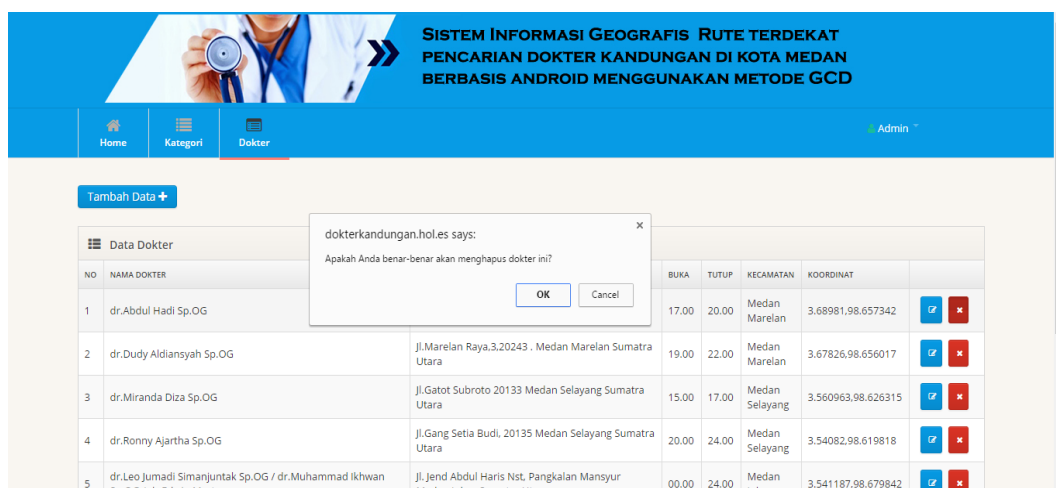 SISTEM INFORMASI GEOGRAFIS RUTE TERDEKAT
PENCARIAN DOKTER KANDUNGAN DI KOTA MEDAN
BERBASIS ANDROID MENGGUNAKAN METODE GCD
Home Kategori Dokter Admin
Tambah Data +
Data Dokter
dokterkandungan.hol.es says:
Apakah Anda benar-benar akan menghapus dokter ini?
OK Cancel
NO NAMA DOKTER BUKA TUTUP KECAMATAN KOORDINAT
1 dr.Abdul Hadi Sp.OG 17.00 20.00 Medan Marelan 3.68981,98.657342
2 dr.Dudy Aldiansyah Sp.OG Jl.Marelan Raya,3,20243 . Medan Marelan Sumatra
Utara 19.00 22.00 Medan Marelan 3.67826,98.656017
3 dr.Miranda Diza Sp.OG Jl.Gatot Subroto 20133 Medan Selayang Sumatra
Utara 15.00 17.00 Medan Selayang 3.560963,98.626315
4 dr.Ronny Ajartha Sp.OG Jl.Gang Setia Budi, 20135 Medan Selayang Sumatra
Utara 20.00 24.00 Medan Selayang 3.54082,98.619818
5 dr.Leo Jumadi Simanjuntak Sp.OG / dr.Muhammad Ikhwan Jl. Jend Abdul Haris Nst, Pangkalan Mansyur 00.00 24.00 Medan 3.541187,98.679842